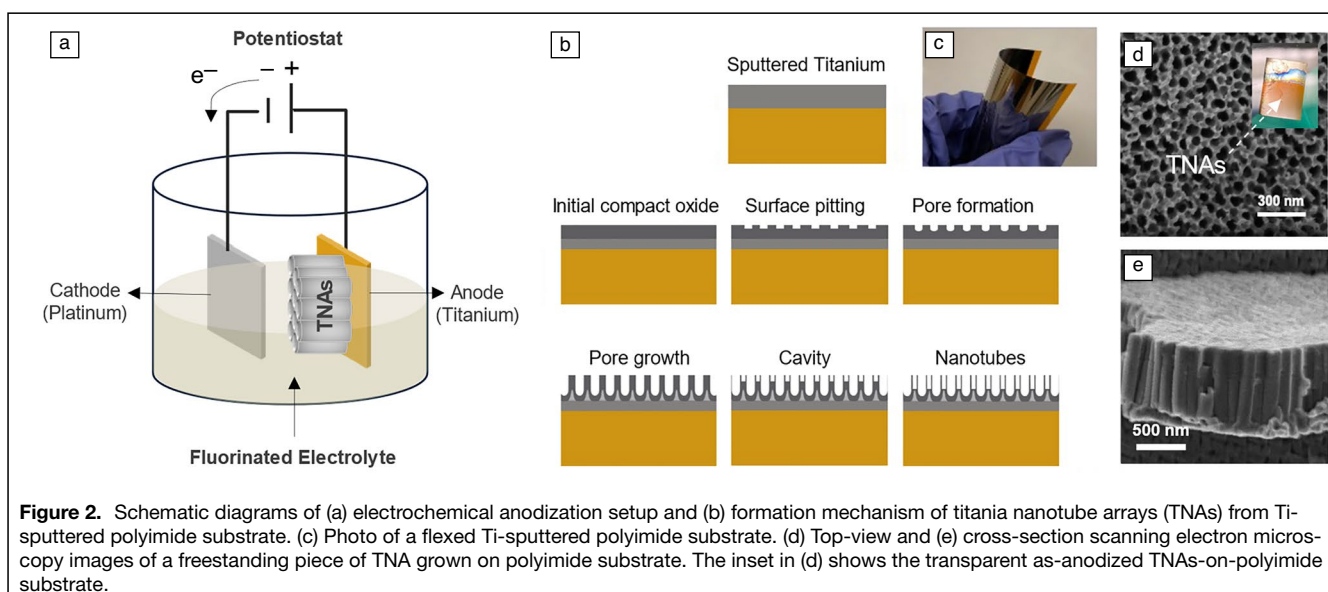 a
Potentiostat
e–
− +
Cathode
(Platinum)
TNAs
Anode
(Titanium)
Fluorinated Electrolyte
b
Sputtered Titanium
Initial compact oxide
Surface pitting
Pore formation
Pore growth
Cavity
Nanotubes
c
d
TNAs
300 nm
e
500 nm
Figure 2. Schematic diagrams of (a) electrochemical anodization setup and (b) formation mechanism of titania nanotube arrays (TNAs) from Ti-
sputtered polyimide substrate. (c) Photo of a flexed Ti-sputtered polyimide substrate. (d) Top-view and (e) cross-section scanning electron micros-
copy images of a freestanding piece of TNA grown on polyimide substrate. The inset in (d) shows the transparent as-anodized TNAs-on-polyimide
substrate.